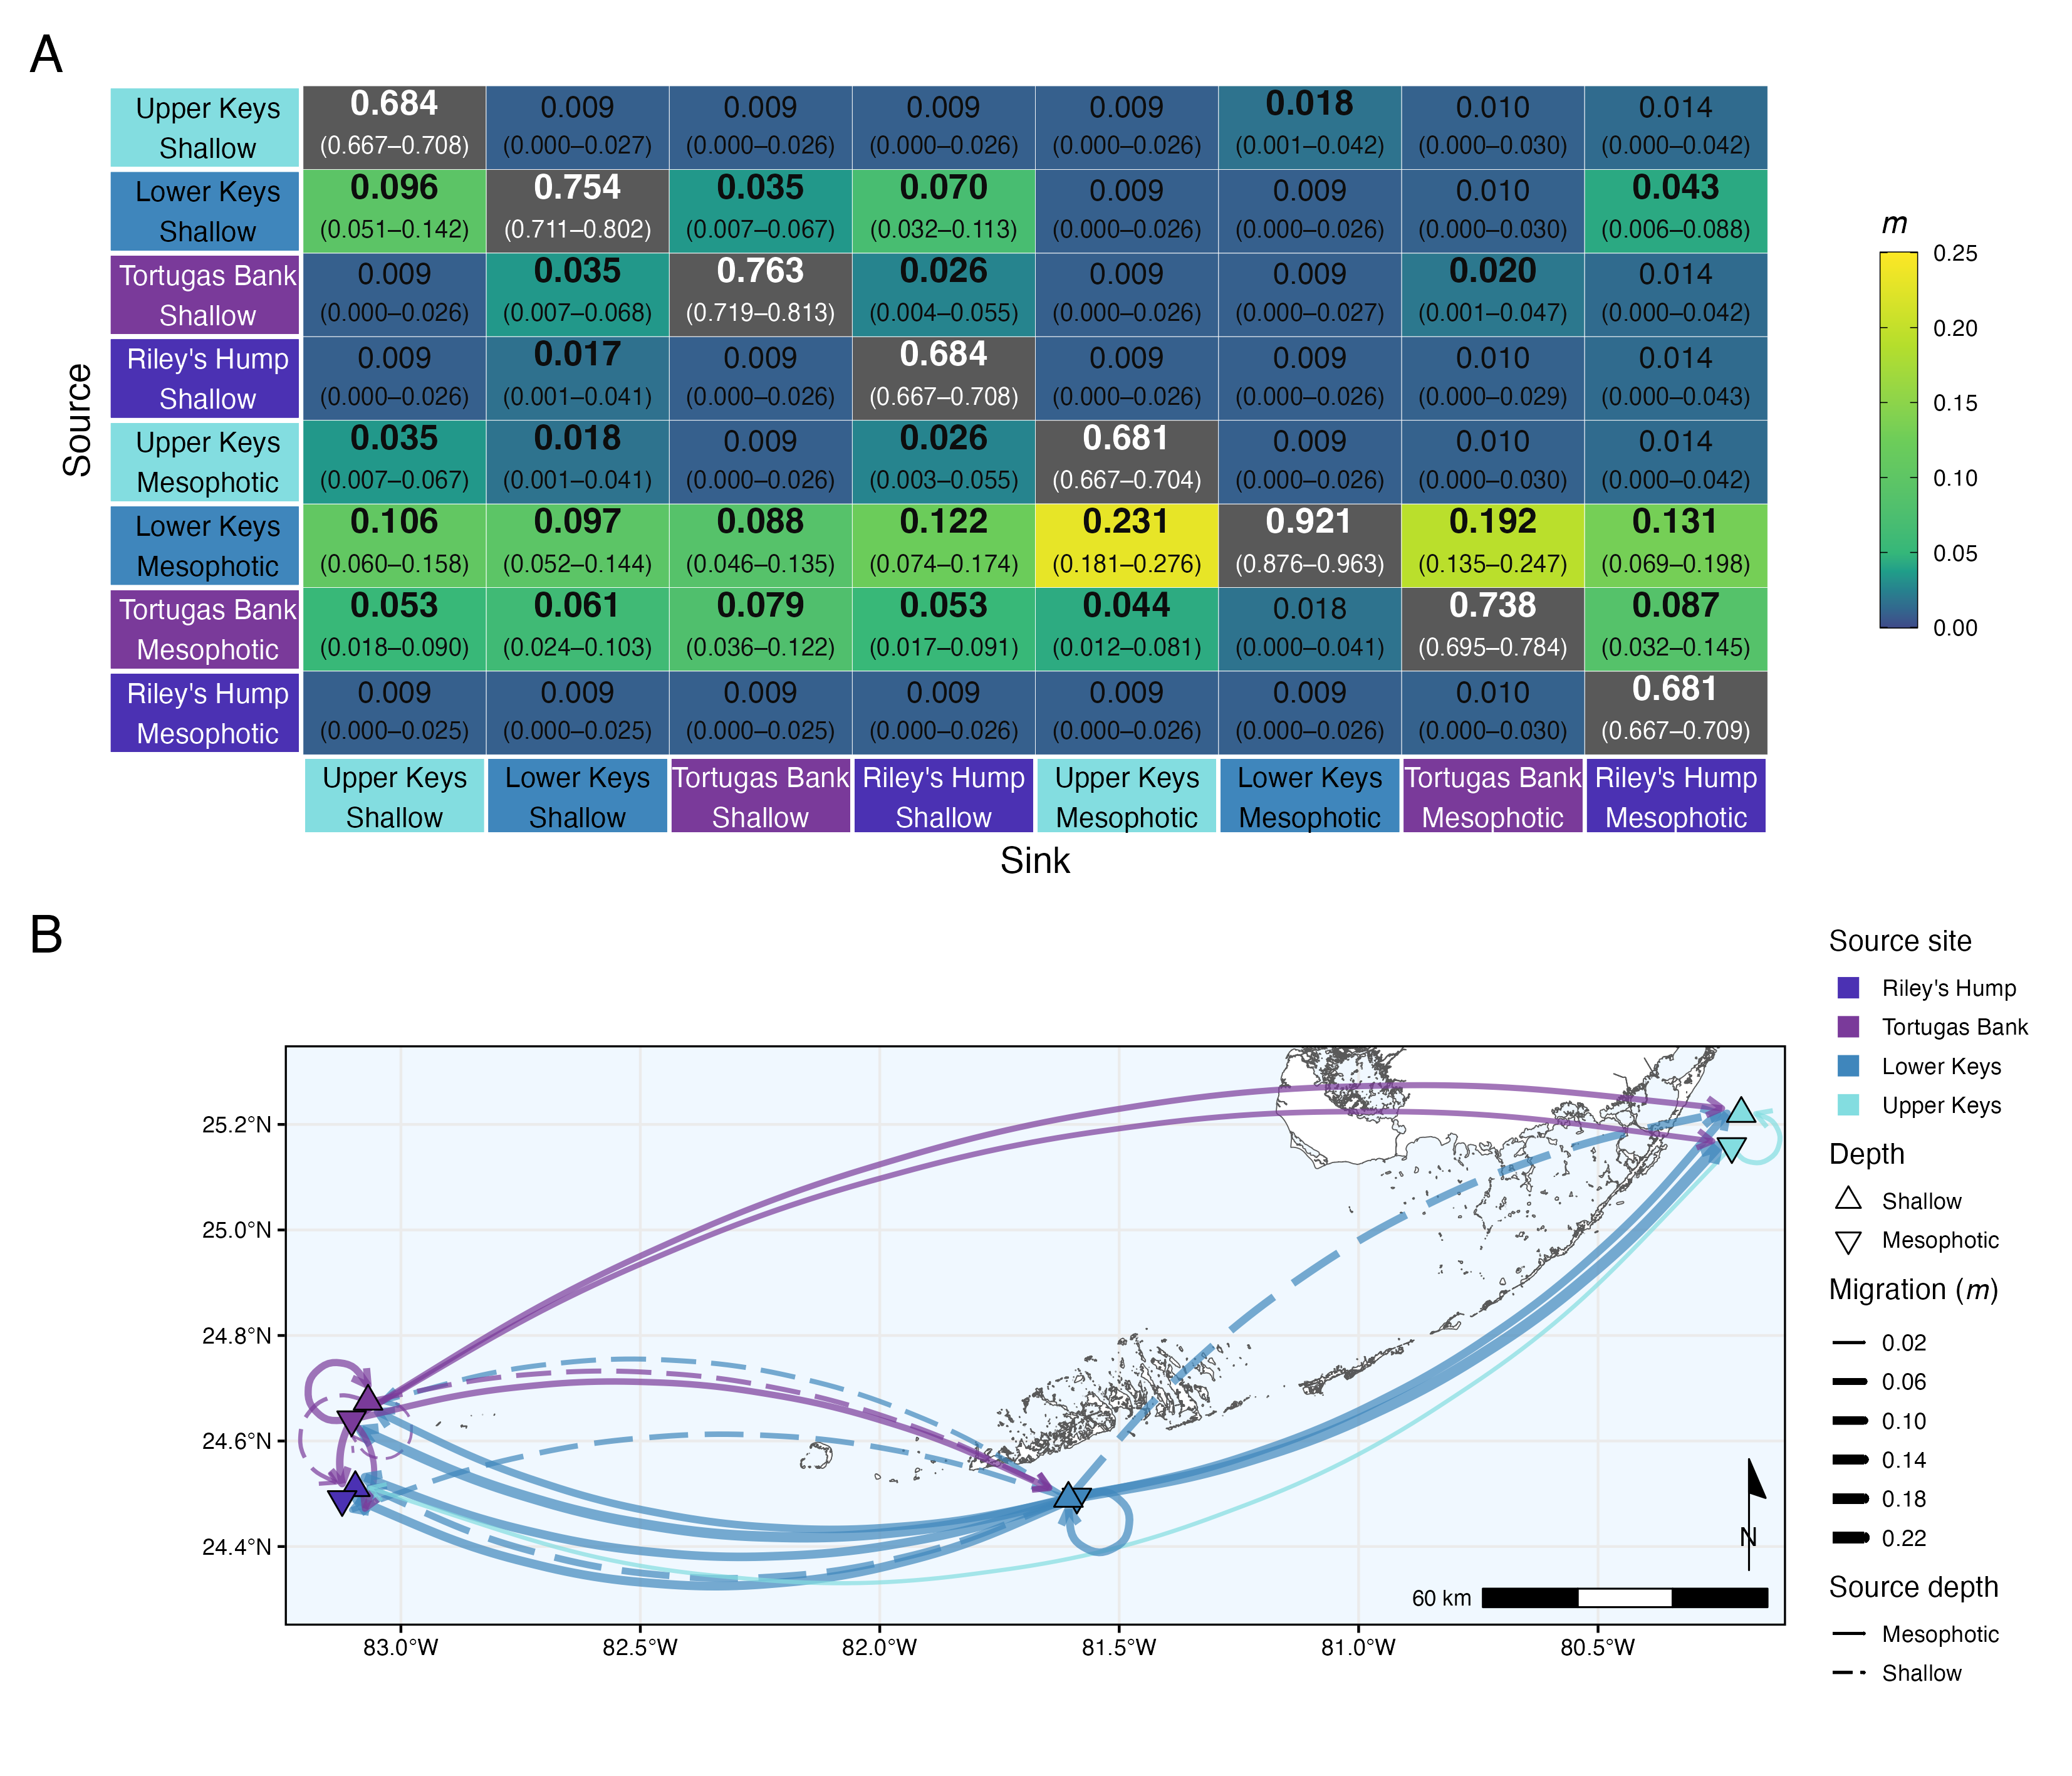 A
Upper Keys
Shallow
0.684 0.009 0.009 0.009 0.009 0.018 0.010 0.014
(0.667–0.708) (0.000–0.027) (0.000–0.026) (0.000–0.026) (0.000–0.026) (0.001–0.042) (0.000–0.030) (0.000–0.042)
Lower Keys
Shallow
0.096 0.754 0.035 0.070 0.009 0.009 0.010 0.043
(0.051–0.142) (0.711–0.802) (0.007–0.067) (0.032–0.113) (0.000–0.026) (0.000–0.026) (0.000–0.030) (0.006–0.088)
Tortugas Bank
Shallow
0.009 0.035 0.763 0.026 0.009 0.009 0.020 0.014
(0.000–0.026) (0.007–0.068) (0.719–0.813) (0.004–0.055) (0.000–0.026) (0.000–0.027) (0.001–0.047) (0.000–0.042)
Riley's Hump
Shallow
0.009 0.017 0.009 0.684 0.009 0.009 0.010 0.014
(0.000–0.026) (0.001–0.041) (0.000–0.026) (0.667–0.708) (0.000–0.026) (0.000–0.026) (0.000–0.029) (0.000–0.043)
Upper Keys
Mesophotic
0.035 0.018 0.009 0.026 0.681 0.009 0.010 0.014
(0.007–0.067) (0.001–0.041) (0.000–0.026) (0.003–0.055) (0.667–0.704) (0.000–0.026) (0.000–0.030) (0.000–0.042)
Lower Keys
Mesophotic
0.106 0.097 0.088 0.122 0.231 0.921 0.192 0.131
(0.060–0.158) (0.052–0.144) (0.046–0.135) (0.074–0.174) (0.181–0.276) (0.876–0.963) (0.135–0.247) (0.069–0.198)
Tortugas Bank
Mesophotic
0.053 0.061 0.079 0.053 0.044 0.018 0.738 0.087
(0.018–0.090) (0.024–0.103) (0.036–0.122) (0.017–0.091) (0.012–0.081) (0.000–0.041) (0.695–0.784) (0.032–0.145)
Riley's Hump
Mesophotic
0.009 0.009 0.009 0.009 0.009 0.009 0.010 0.681
(0.000–0.025) (0.000–0.025) (0.000–0.025) (0.000–0.026) (0.000–0.026) (0.000–0.026) (0.000–0.030) (0.667–0.709)
Source
Upper Keys Lower Keys Tortugas Bank Riley's Hump Upper Keys Lower Keys Tortugas Bank Riley's Hump
Shallow Shallow Shallow Shallow Mesophotic Mesophotic Mesophotic Mesophotic
Sink
m
0.25
0.20
0.15
0.10
0.05
0.00
B
25.2°N
25.0°N
24.8°N
24.6°N
24.4°N
83.0°W 82.5°W 82.0°W 81.5°W 81.0°W 80.5°W
N
60 km
Source site
Riley's Hump
Tortugas Bank
Lower Keys
Upper Keys
Depth
Shallow
Mesophotic
Migration (m)
0.02
0.06
0.10
0.14
0.18
0.22
Source depth
Mesophotic
Shallow